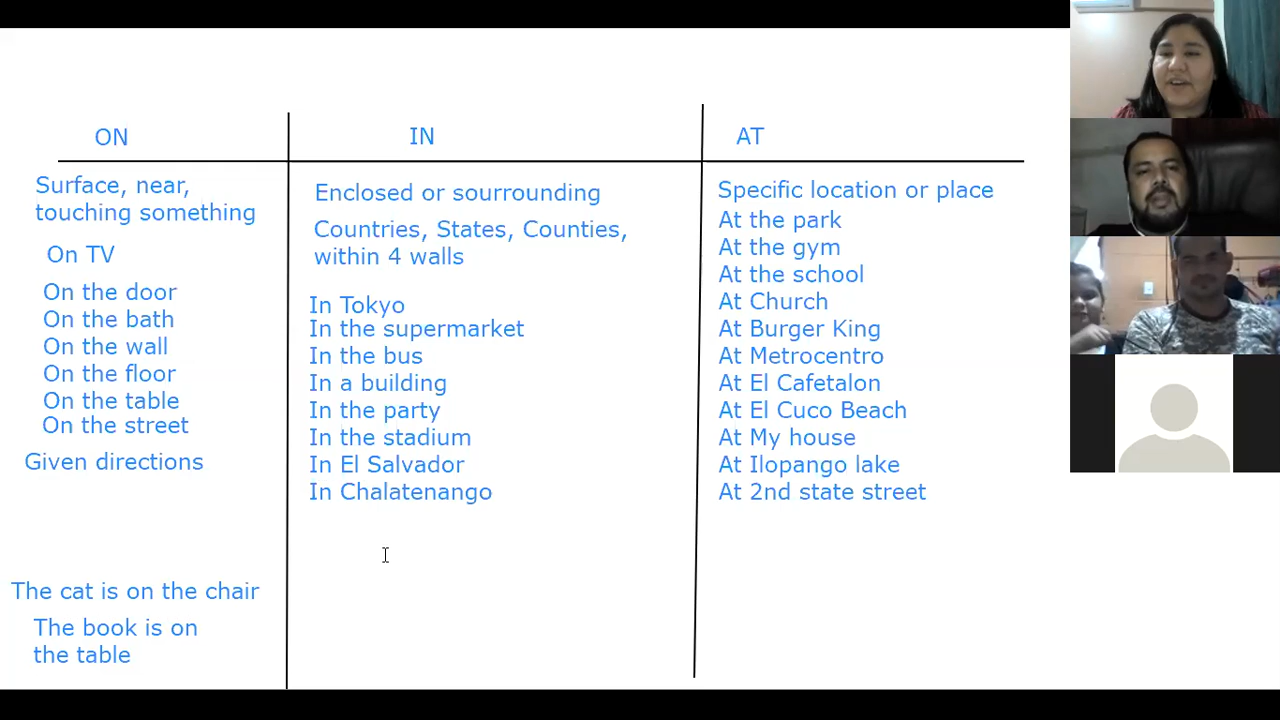 ON
Surface, near,
touching something
On TV
On the door
On the bath
On the wall
On the floor
On the table
On the street
Given directions
The cat is on the chair
The book is on
the table
IN
Enclosed or sourrounding
Countries, States, Counties,
within 4 walls
In Tokyo
In the supermarket
In the bus
In a building
In the party
In the stadium
In El Salvador
In Chalatenango
AT
Specific location or place
At the park
At the gym
At the school
At Church
At Burger King
At Metrocentro
At El Cafetalon
At El Cuco Beach
At My house
At Ilopango lake
At 2nd state street